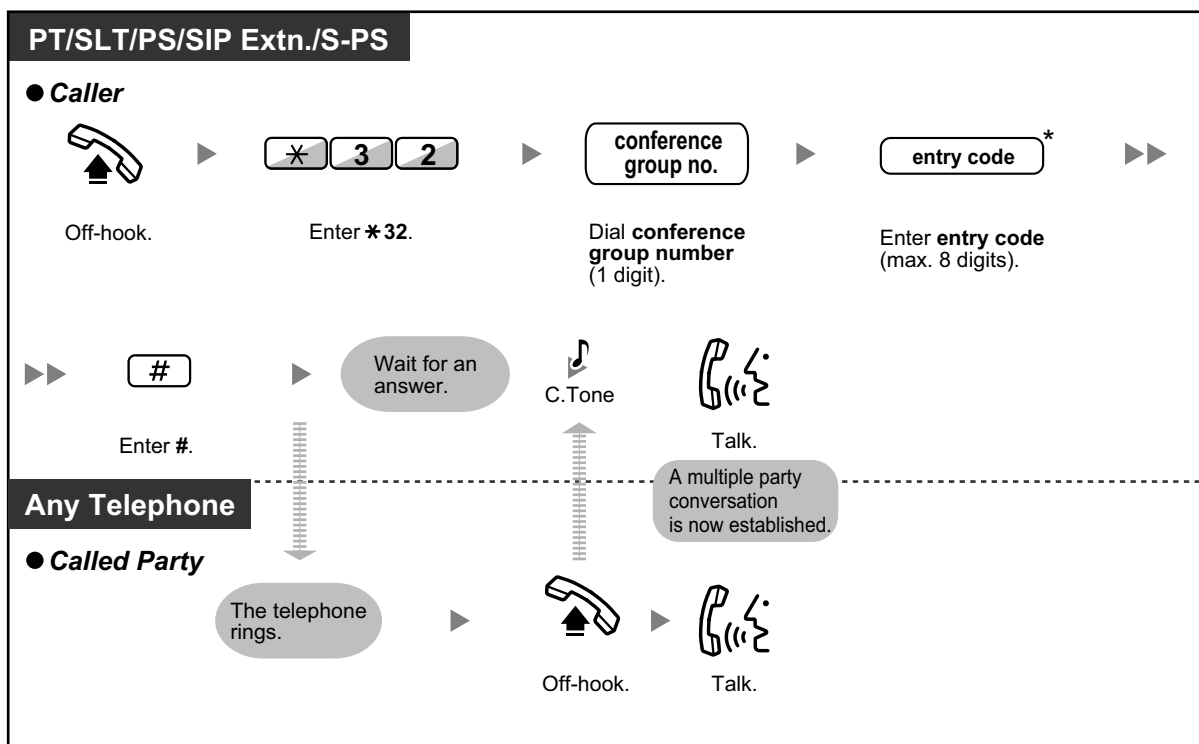 PT/SLT/PS/SIP Extn./S-PS
● Caller
* 3 2
conference
group no.
entry code*
Off-hook.
Enter *32.
Dial conference
group number
(1 digit).
Enter entry code
(max. 8 digits).
#
Wait for an
answer.
C.Tone
Enter #.
Talk.
A multiple party
conversation
is now established.
Any Telephone
● Called Party
The telephone
rings.
Off-hook.
Talk.